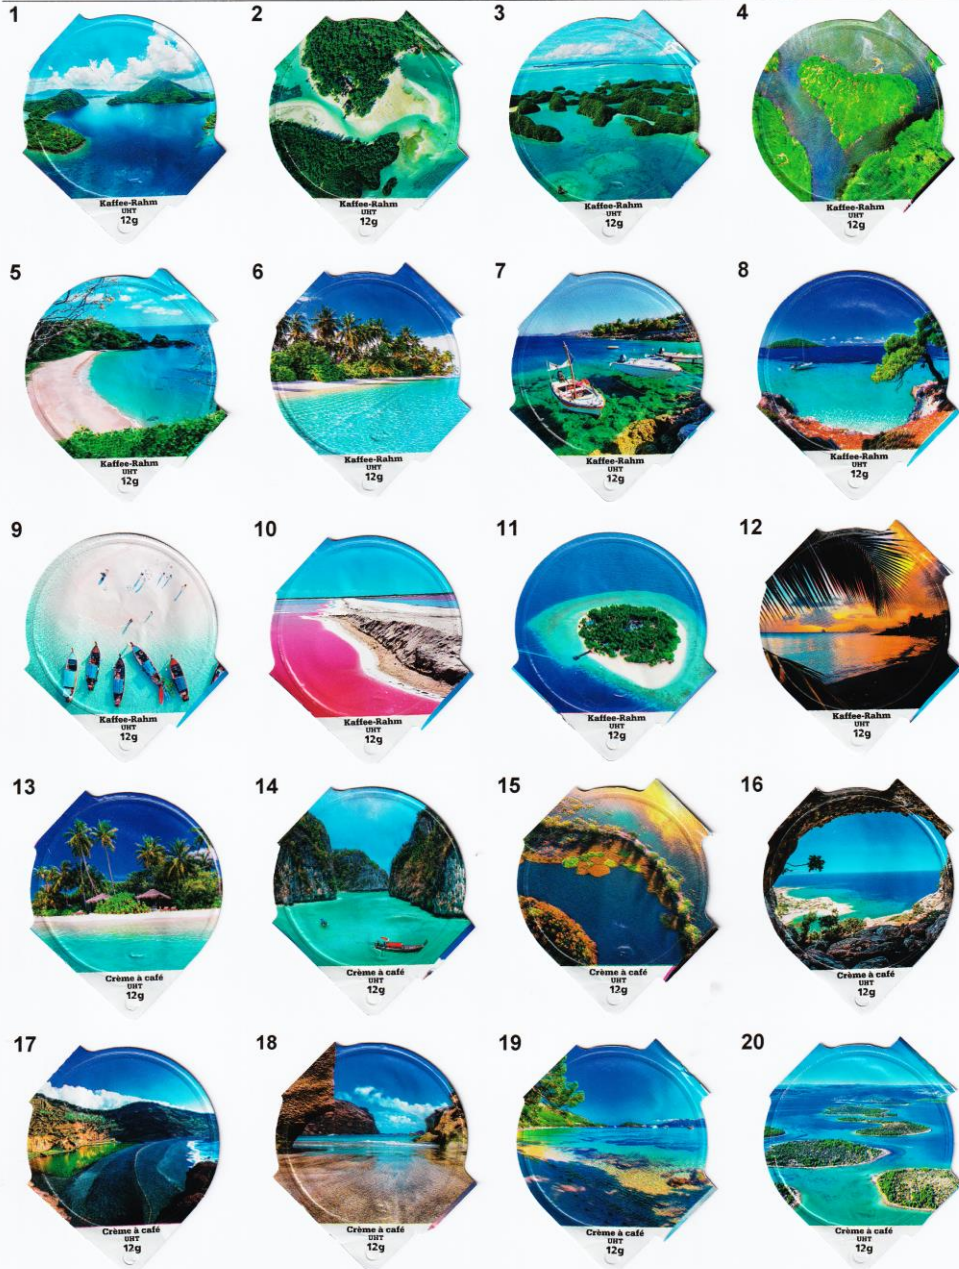 1
2
3
4
Kaffee-Rahm
UHT
12g
Kaffee-Rahm
UHT
12g
Kaffee-Rahm
UHT
12g
Kaffee-Rahm
UHT
12g
5
6
7
8
Kaffee-Rahm
UHT
12g
Kaffee-Rahm
UHT
12g
Kaffee-Rahm
UHT
12g
Kaffee-Rahm
UHT
12g
9
10
11
12
Kaffee-Rahm
UHT
12g
Kaffee-Rahm
UHT
12g
Kaffee-Rahm
UHT
12g
Kaffee-Rahm
UHT
12g
13
14
15
16
Crème à café
UHT
12g
Crème à café
UHT
12g
Crème à café
UHT
12g
Crème à café
UHT
12g
17
18
19
20
Crème à café
UHT
12g
Crème à café
UHT
12g
Crème à café
UHT
12g
Crème à café
UHT
12g